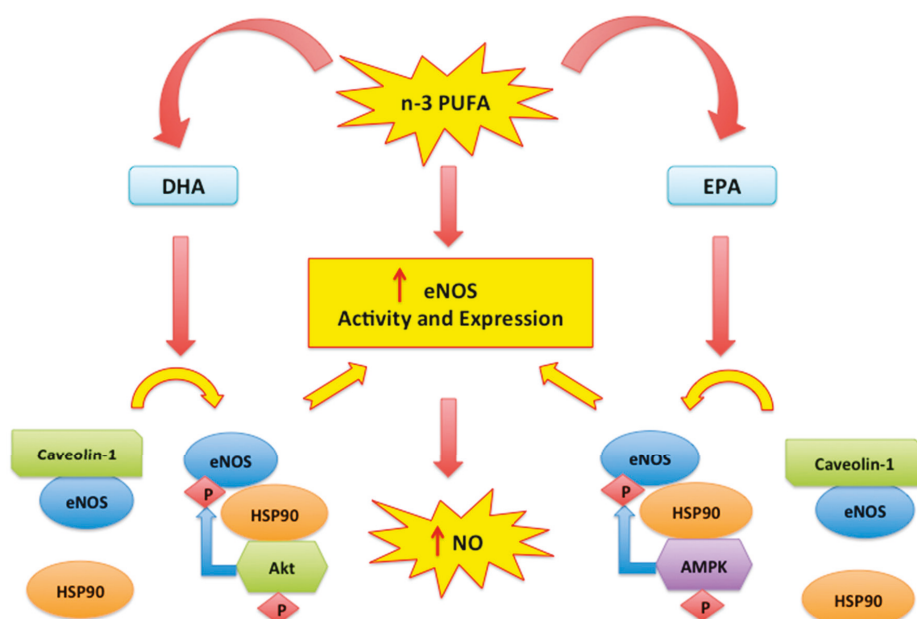 n-3 PUFA
DHA
EPA
↑ eNOS
Activity and Expression
Caveolin-1
eNOS
HSP90
eNOS
P
HSP90
Akt
P
↑ NO
eNOS
P
HSP90
AMPK
P
Caveolin-1
eNOS
HSP90